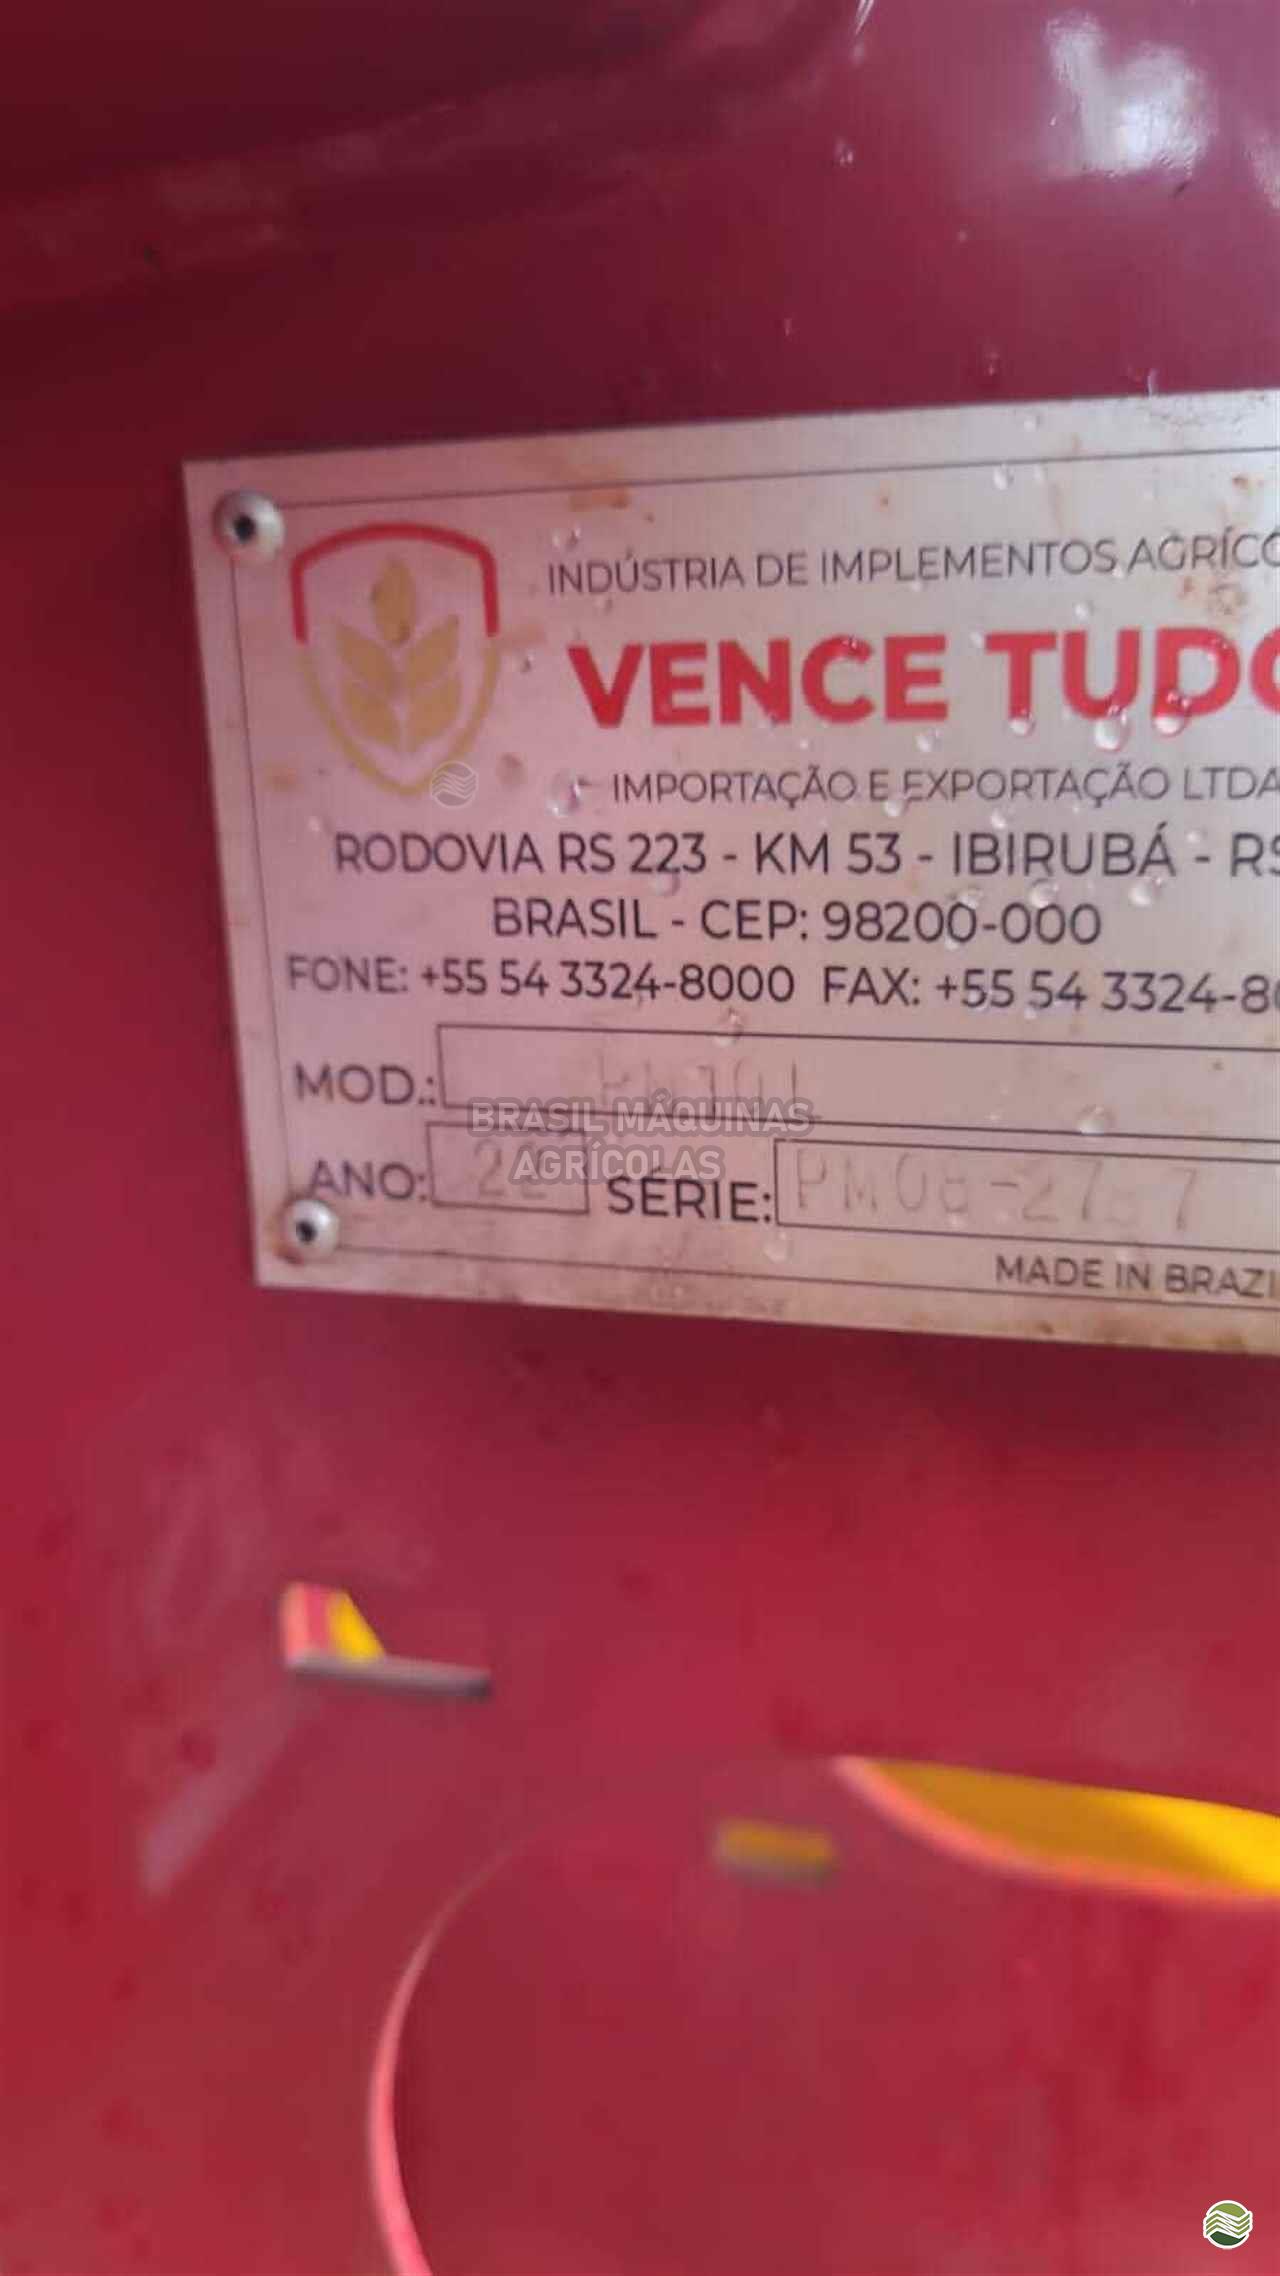 INDÚSTRIA DE IMPLEMENTOS AGRÍCO
VENCE TUDO
IMPORTAÇÃO E EXPORTAÇÃO LTDA
RODOVIA RS 223 - KM 53 - IBIRUBÁ - RS
BRASIL - CEP: 98200-000
FONE: +55 54 3324-8000 FAX: +55 54 3324-80
MOD.:
BRASIL MÁQUINAS
AGRÍCOLAS
ANO: SÉRIE:
MADE IN BRAZI